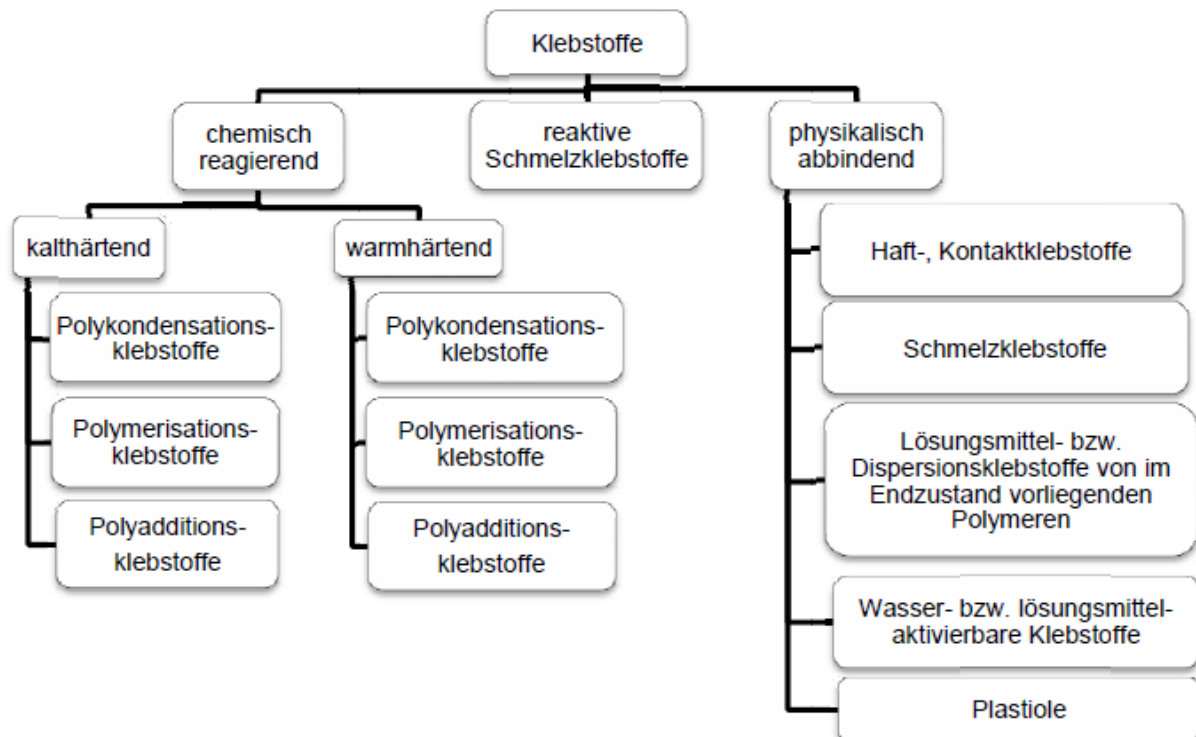 Klebstoffe
chemisch
reagierend
reaktive
Schmelzklebstoffe
physikalisch
abbindend
kalthärtend
warmhärtend
Polykondensations-
klebstoffe
Polymerisations-
klebstoffe
Polyadditions-
klebstoffe
Polykondensations-
klebstoffe
Polymerisations-
klebstoffe
Polyadditions-
klebstoffe
Haft-, Kontaktklebstoffe
Schmelzklebstoffe
Lösungsmittel- bzw.
Dispersionsklebstoffe von im
Endzustand vorliegenden
Polymeren
Wasser- bzw. lösungsmittel-
aktivierbare Klebstoffe
Plastiole